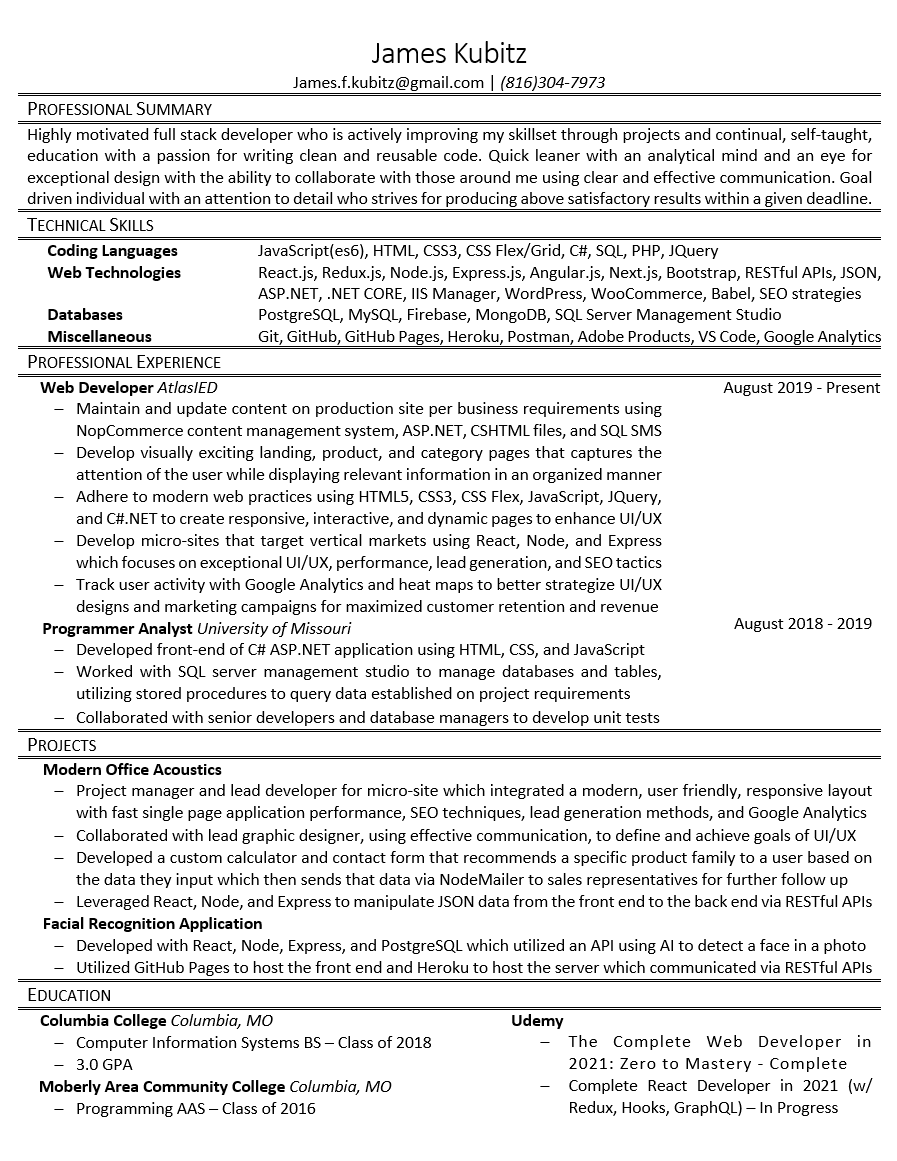 James Kubitz
James.f.kubitz@gmail.com | (816)304-7973
PROFESSIONAL SUMMARY
Highly motivated full stack developer who is actively improving my skillset through projects and continual, self-taught,
education with a passion for writing clean and reusable code. Quick leaner with an analytical mind and an eye for
exceptional design with the ability to collaborate with those around me using clear and effective communication. Goal
driven individual with an attention to detail who strives for producing above satisfactory results within a given deadline.
TECHNICAL SKILLS
Coding Languages JavaScript(es6), HTML, CSS3, CSS Flex/Grid, C#, SQL, PHP, JQuery
Web Technologies React.js, Redux.js, Node.js, Express.js, Angular.js, Next.js, Bootstrap, RESTful APIs, JSON,
ASP.NET, .NET CORE, IIS Manager, WordPress, WooCommerce, Babel, SEO strategies
Databases PostgreSQL, MySQL, Firebase, MongoDB, SQL Server Management Studio
Miscellaneous Git, GitHub, GitHub Pages, Heroku, Postman, Adobe Products, VS Code, Google Analytics
PROFESSIONAL EXPERIENCE
Web Developer AtlasIED August 2019 - Present
– Maintain and update content on production site per business requirements using
NopCommerce content management system, ASP.NET, CSHTML files, and SQL SMS
– Develop visually exciting landing, product, and category pages that captures the
attention of the user while displaying relevant information in an organized manner
– Adhere to modern web practices using HTML5, CSS3, CSS Flex, JavaScript, JQuery,
and C#.NET to create responsive, interactive, and dynamic pages to enhance UI/UX
– Develop micro-sites that target vertical markets using React, Node, and Express
which focuses on exceptional UI/UX, performance, lead generation, and SEO tactics
– Track user activity with Google Analytics and heat maps to better strategize UI/UX
designs and marketing campaigns for maximized customer retention and revenue
Programmer Analyst University of Missouri August 2018 - 2019
– Developed front-end of C# ASP.NET application using HTML, CSS, and JavaScript
– Worked with SQL server management studio to manage databases and tables,
utilizing stored procedures to query data established on project requirements
– Collaborated with senior developers and database managers to develop unit tests
PROJECTS
Modern Office Acoustics
– Project manager and lead developer for micro-site which integrated a modern, user friendly, responsive layout
with fast single page application performance, SEO techniques, lead generation methods, and Google Analytics
– Collaborated with lead graphic designer, using effective communication, to define and achieve goals of UI/UX
– Developed a custom calculator and contact form that recommends a specific product family to a user based on
the data they input which then sends that data via NodeMailer to sales representatives for further follow up
– Leveraged React, Node, and Express to manipulate JSON data from the front end to the back end via RESTful APIs
Facial Recognition Application
– Developed with React, Node, Express, and PostgreSQL which utilized an API using AI to detect a face in a photo
– Utilized GitHub Pages to host the front end and Heroku to host the server which communicated via RESTful APIs
EDUCATION
Columbia College Columbia, MO
– Computer Information Systems BS – Class of 2018
– 3.0 GPA
Moberly Area Community College Columbia, MO
– Programming AAS – Class of 2016
Udemy
– The Complete Web Developer in
2021: Zero to Mastery - Complete
– Complete React Developer in 2021 (w/
Redux, Hooks, GraphQL) – In Progress